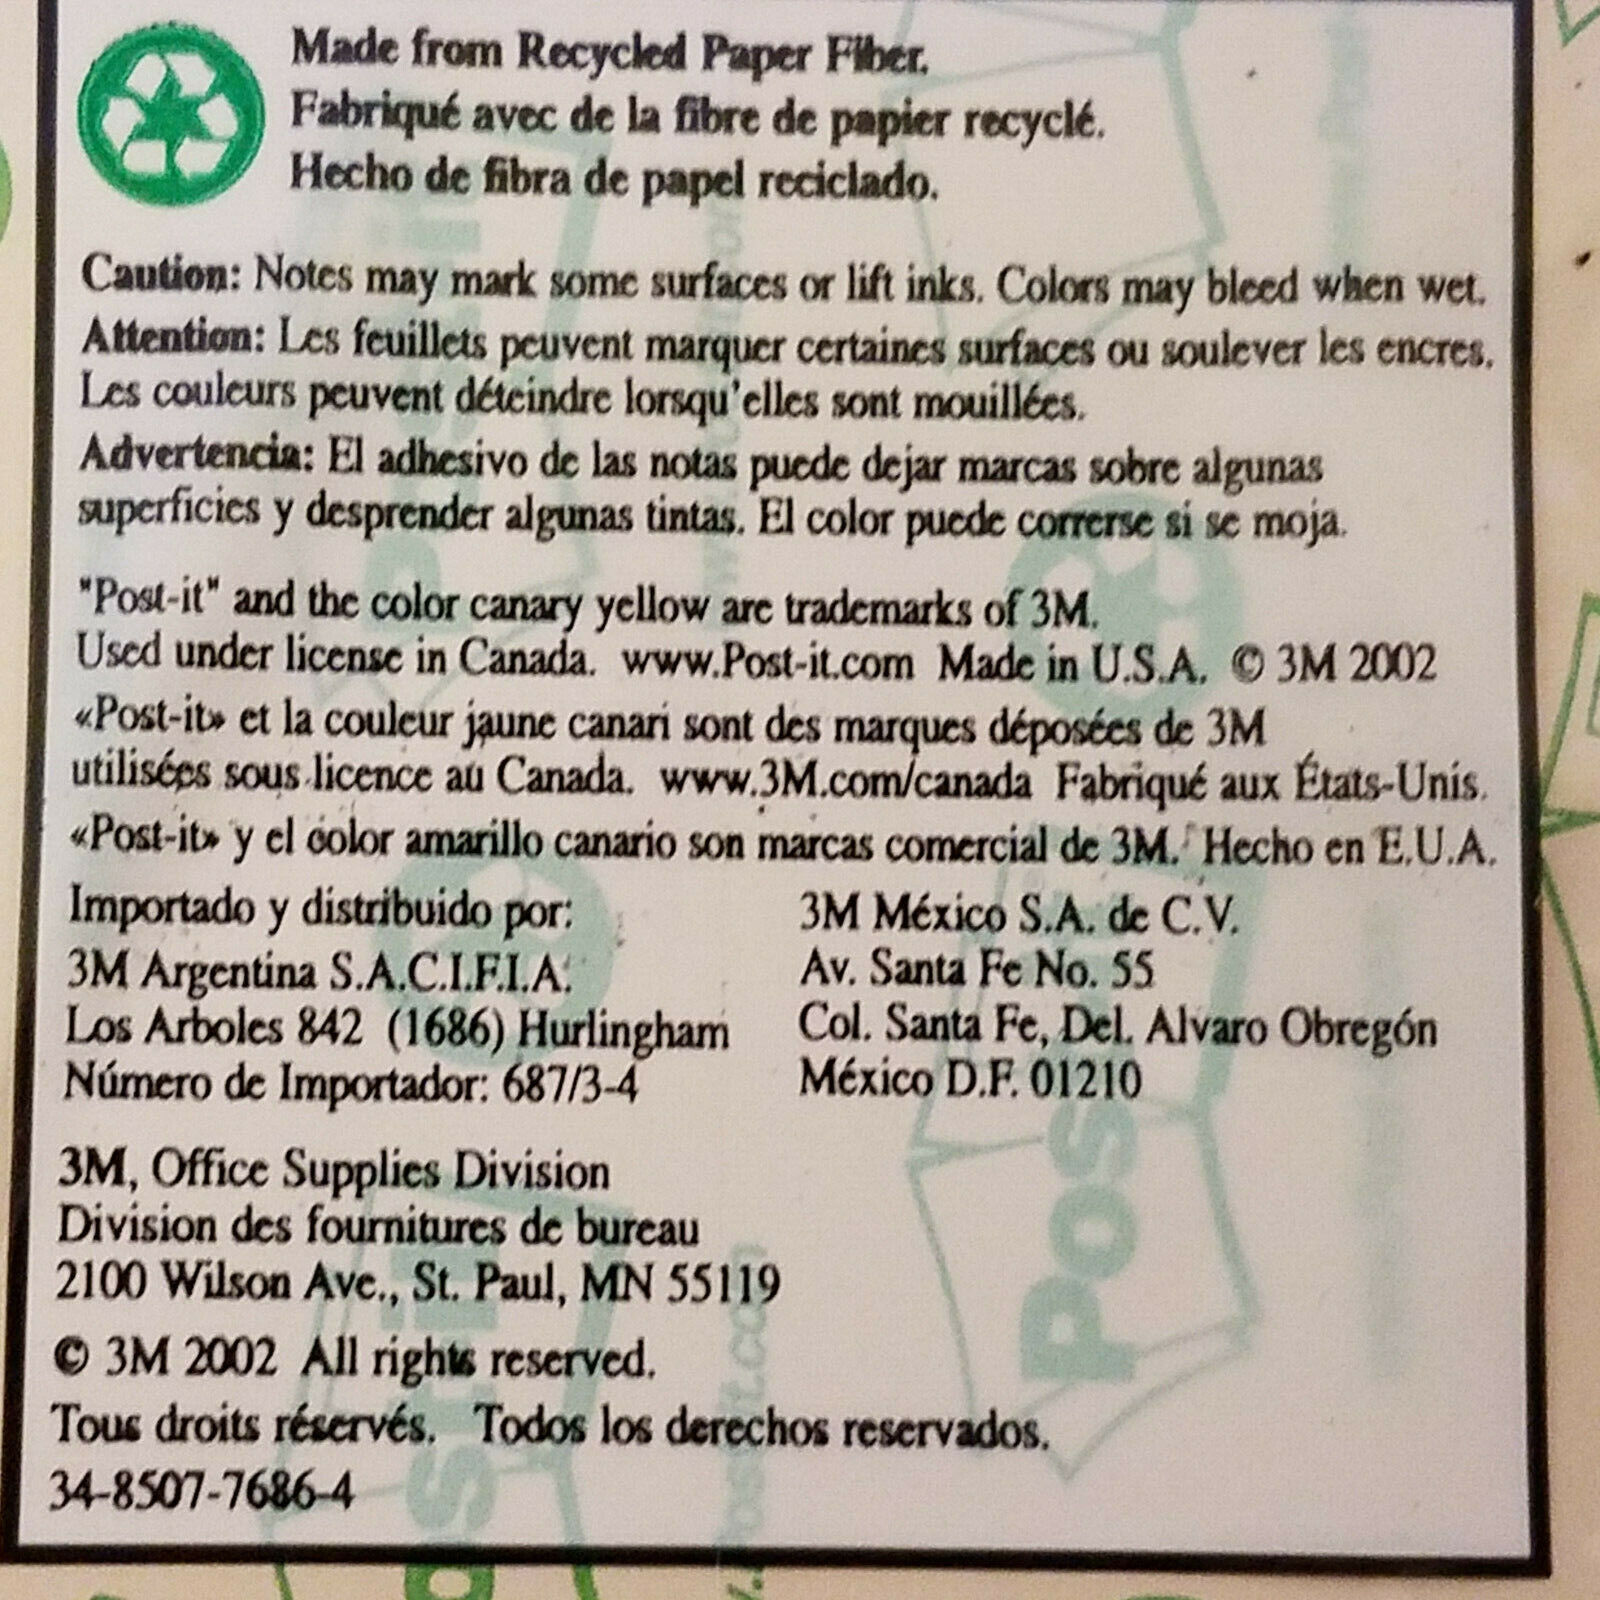 Made from Recycled Paper Fiber.
Fabriqué avec de la fibre de papier recyclé.
Hecho de fibra de papel reciclado.
Caution: Notes may mark some surfaces or lift inks. Colors may bleed when wet.
Attention: Les feuillets peuvent marquer certaines surfaces ou soulever les encres.
Les couleurs peuvent déteindre lorsqu'elles sont mouillées.
Advertencia: El adhesivo de las notas puede dejar marcas sobre algunas
superficies y desprender algunas tintas. El color puede correrse si se moja.
"Post-it" and the color canary yellow are trademarks of 3M.
Used under license in Canada. www.Post-it.com Made in U.S.A. © 3M 2002
«Post-it» et la couleur jaune canari sont des marques déposées de 3M
utilisées sous licence au Canada. www.3M.com/canada Fabriqué aux États-Unis.
«Post-it» y el color amarillo canario son marcas comercial de 3M. Hecho en E.U.A.
Importado y distribuido por:
3M Argentina S.A.C.I.F.I.A.
Los Arboles 842 (1686) Hurlingham
Número de Importador: 687/3-4
3M México S.A. de C.V.
Av. Santa Fe No. 55
Col. Santa Fe, Del. Alvaro Obregón
México D.F. 01210
3M, Office Supplies Division
Division des fournitures de bureau
2100 Wilson Ave., St. Paul, MN 55119
© 3M 2002 All rights reserved.
Tous droits réservés. Todos los derechos reservados.
34-8507-7686-4
Pos